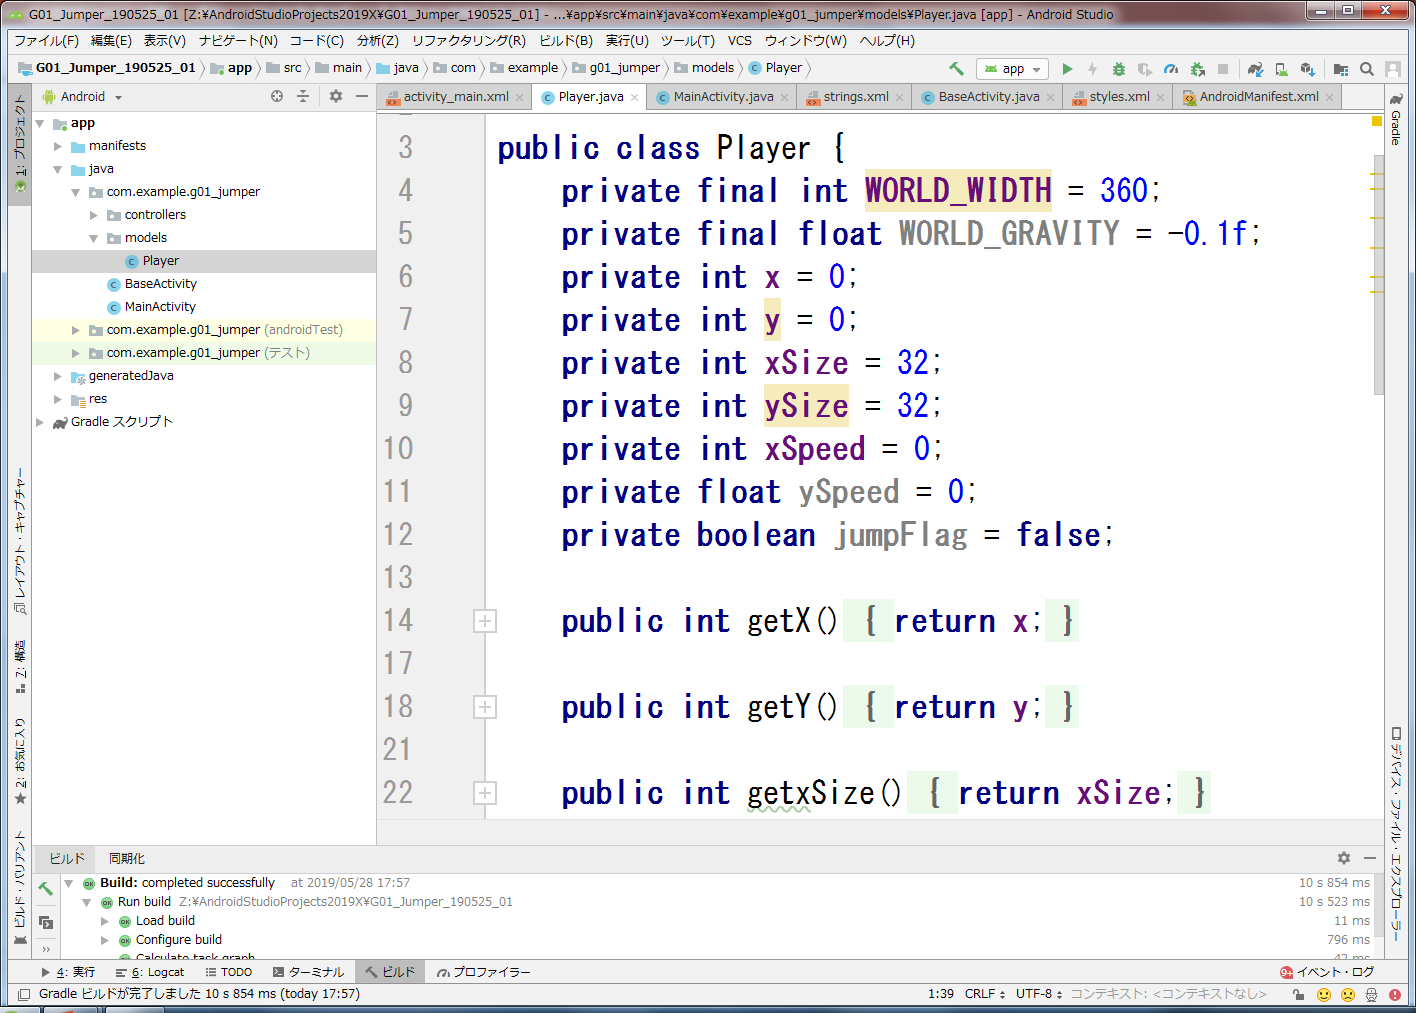 G01_Jumper_190525_01 [Z:¥AndroidStudioProjects2019X¥G01_Jumper_190525_01] - ...¥app¥src¥main¥java¥com¥example¥g01_jumper¥models¥Player.java [app] - Android Studio
ファイル(F) 編集(E) 表示(V) ナビゲート(N) コード(C) 分析(Z) リファクタリング(R) ビルド(B) 実行(U) ツール(T) VCS ウィンドウ(W) ヘルプ(H)
G01_Jumper_190525_01 app src main java com example g01_jumper models Player app
Android activity_main.xml Player.java MainActivity.java strings.xml BaseActivity.java styles.xml AndroidManifest.xml
1: プロジェクト
レイアウト・キャプチャー
Z: 構造
2: お気に入り
ビルド・バリアント
app
manifests
java
com.example.g01_jumper
controllers
models
Player
BaseActivity
MainActivity
com.example.g01_jumper (androidTest)
com.example.g01_jumper (テスト)
generatedJava
res
Gradle スクリプト
3 public class Player {
4 private final int WORLD_WIDTH = 360;
5 private final float WORLD_GRAVITY = -0.1f;
6 private int x = 0;
7 private int y = 0;
8 private int xSize = 32;
9 private int ySize = 32;
10 private int xSpeed = 0;
11 private float ySpeed = 0;
12 private boolean jumpFlag = false;
13
14 public int getX() { return x; }
17
18 public int getY() { return y; }
21
22 public int getxSize() { return xSize; }
Gradle
デバイス・ファイル・エクスプローラー
ビルド 同期化
Build: completed successfully at 2019/05/28 17:57 10 s 854 ms
Run build Z:¥AndroidStudioProjects2019X¥G01_Jumper_190525_01 10 s 523 ms
Load build 11 ms
Configure build 796 ms
Calculate task graph 42 ms
4: 実行 6: Logcat TODO ターミナル ビルド プロファイラー 9+ イベント・ログ
Gradle ビルドが完了しました 10 s 854 ms (today 17:57) 1:39 CRLF UTF-8 コンテキスト: <コンテキストなし>